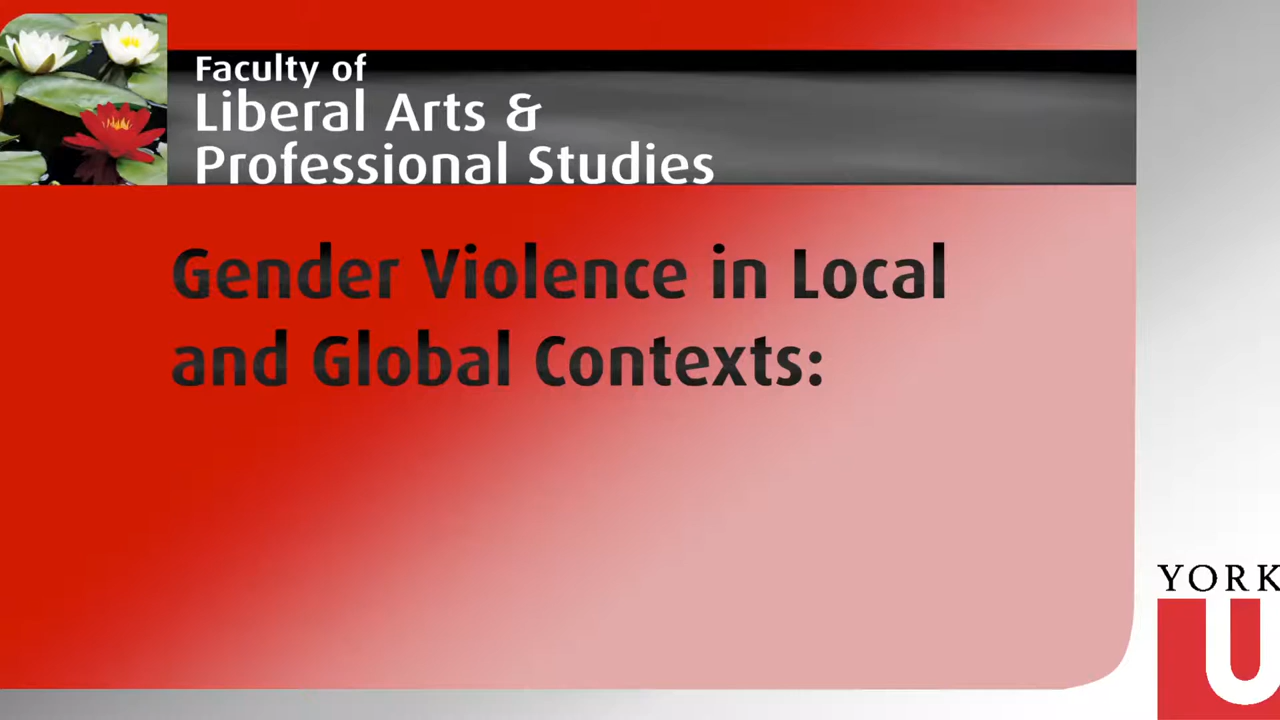 Faculty of
Liberal Arts &
Professional Studies
Gender Violence in Local
and Global Contexts:
YORK
U